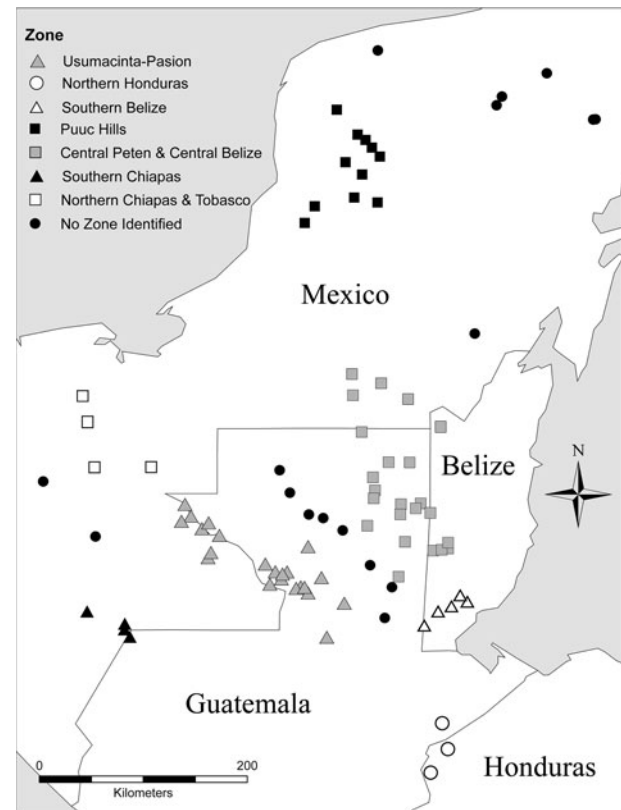 Zone
Usumacinta-Pasion
Northern Honduras
Southern Belize
Puuc Hills
Central Peten & Central Belize
Southern Chiapas
Northern Chiapas & Tobasco
No Zone Identified
Mexico
Belize
N
Guatemala
Honduras
0 200
Kilometers